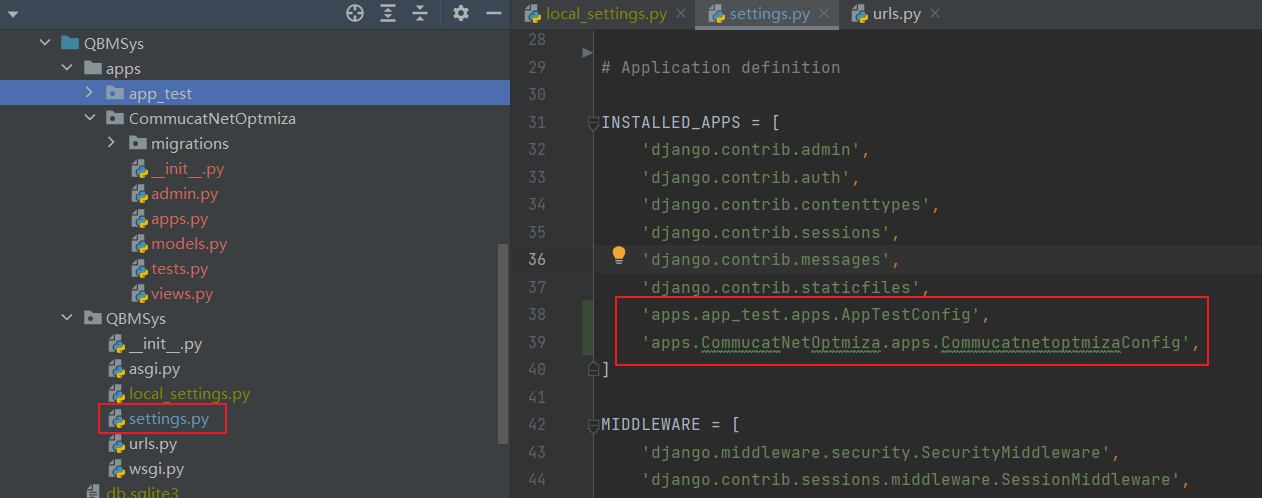 QBMSys
apps
app_test
CommucatNetOptmiza
migrations
__init__.py
admin.py
apps.py
models.py
tests.py
views.py
QBMSys
__init__.py
asgi.py
local_settings.py
settings.py
urls.py
wsgi.py
db.sqlite3
local_settings.py settings.py urls.py
28
29 # Application definition
30
31 INSTALLED_APPS = [
32 'django.contrib.admin',
33 'django.contrib.auth',
34 'django.contrib.contenttypes',
35 'django.contrib.sessions',
36 'django.contrib.messages',
37 'django.contrib.staticfiles',
38 'apps.app_test.apps.AppTestConfig',
39 'apps.CommucatNetOptmiza.apps.CommucatnetoptmizaConfig',
40 ]
41
42 MIDDLEWARE = [
43 'django.middleware.security.SecurityMiddleware',
44 'django.contrib.sessions.middleware.SessionMiddleware',